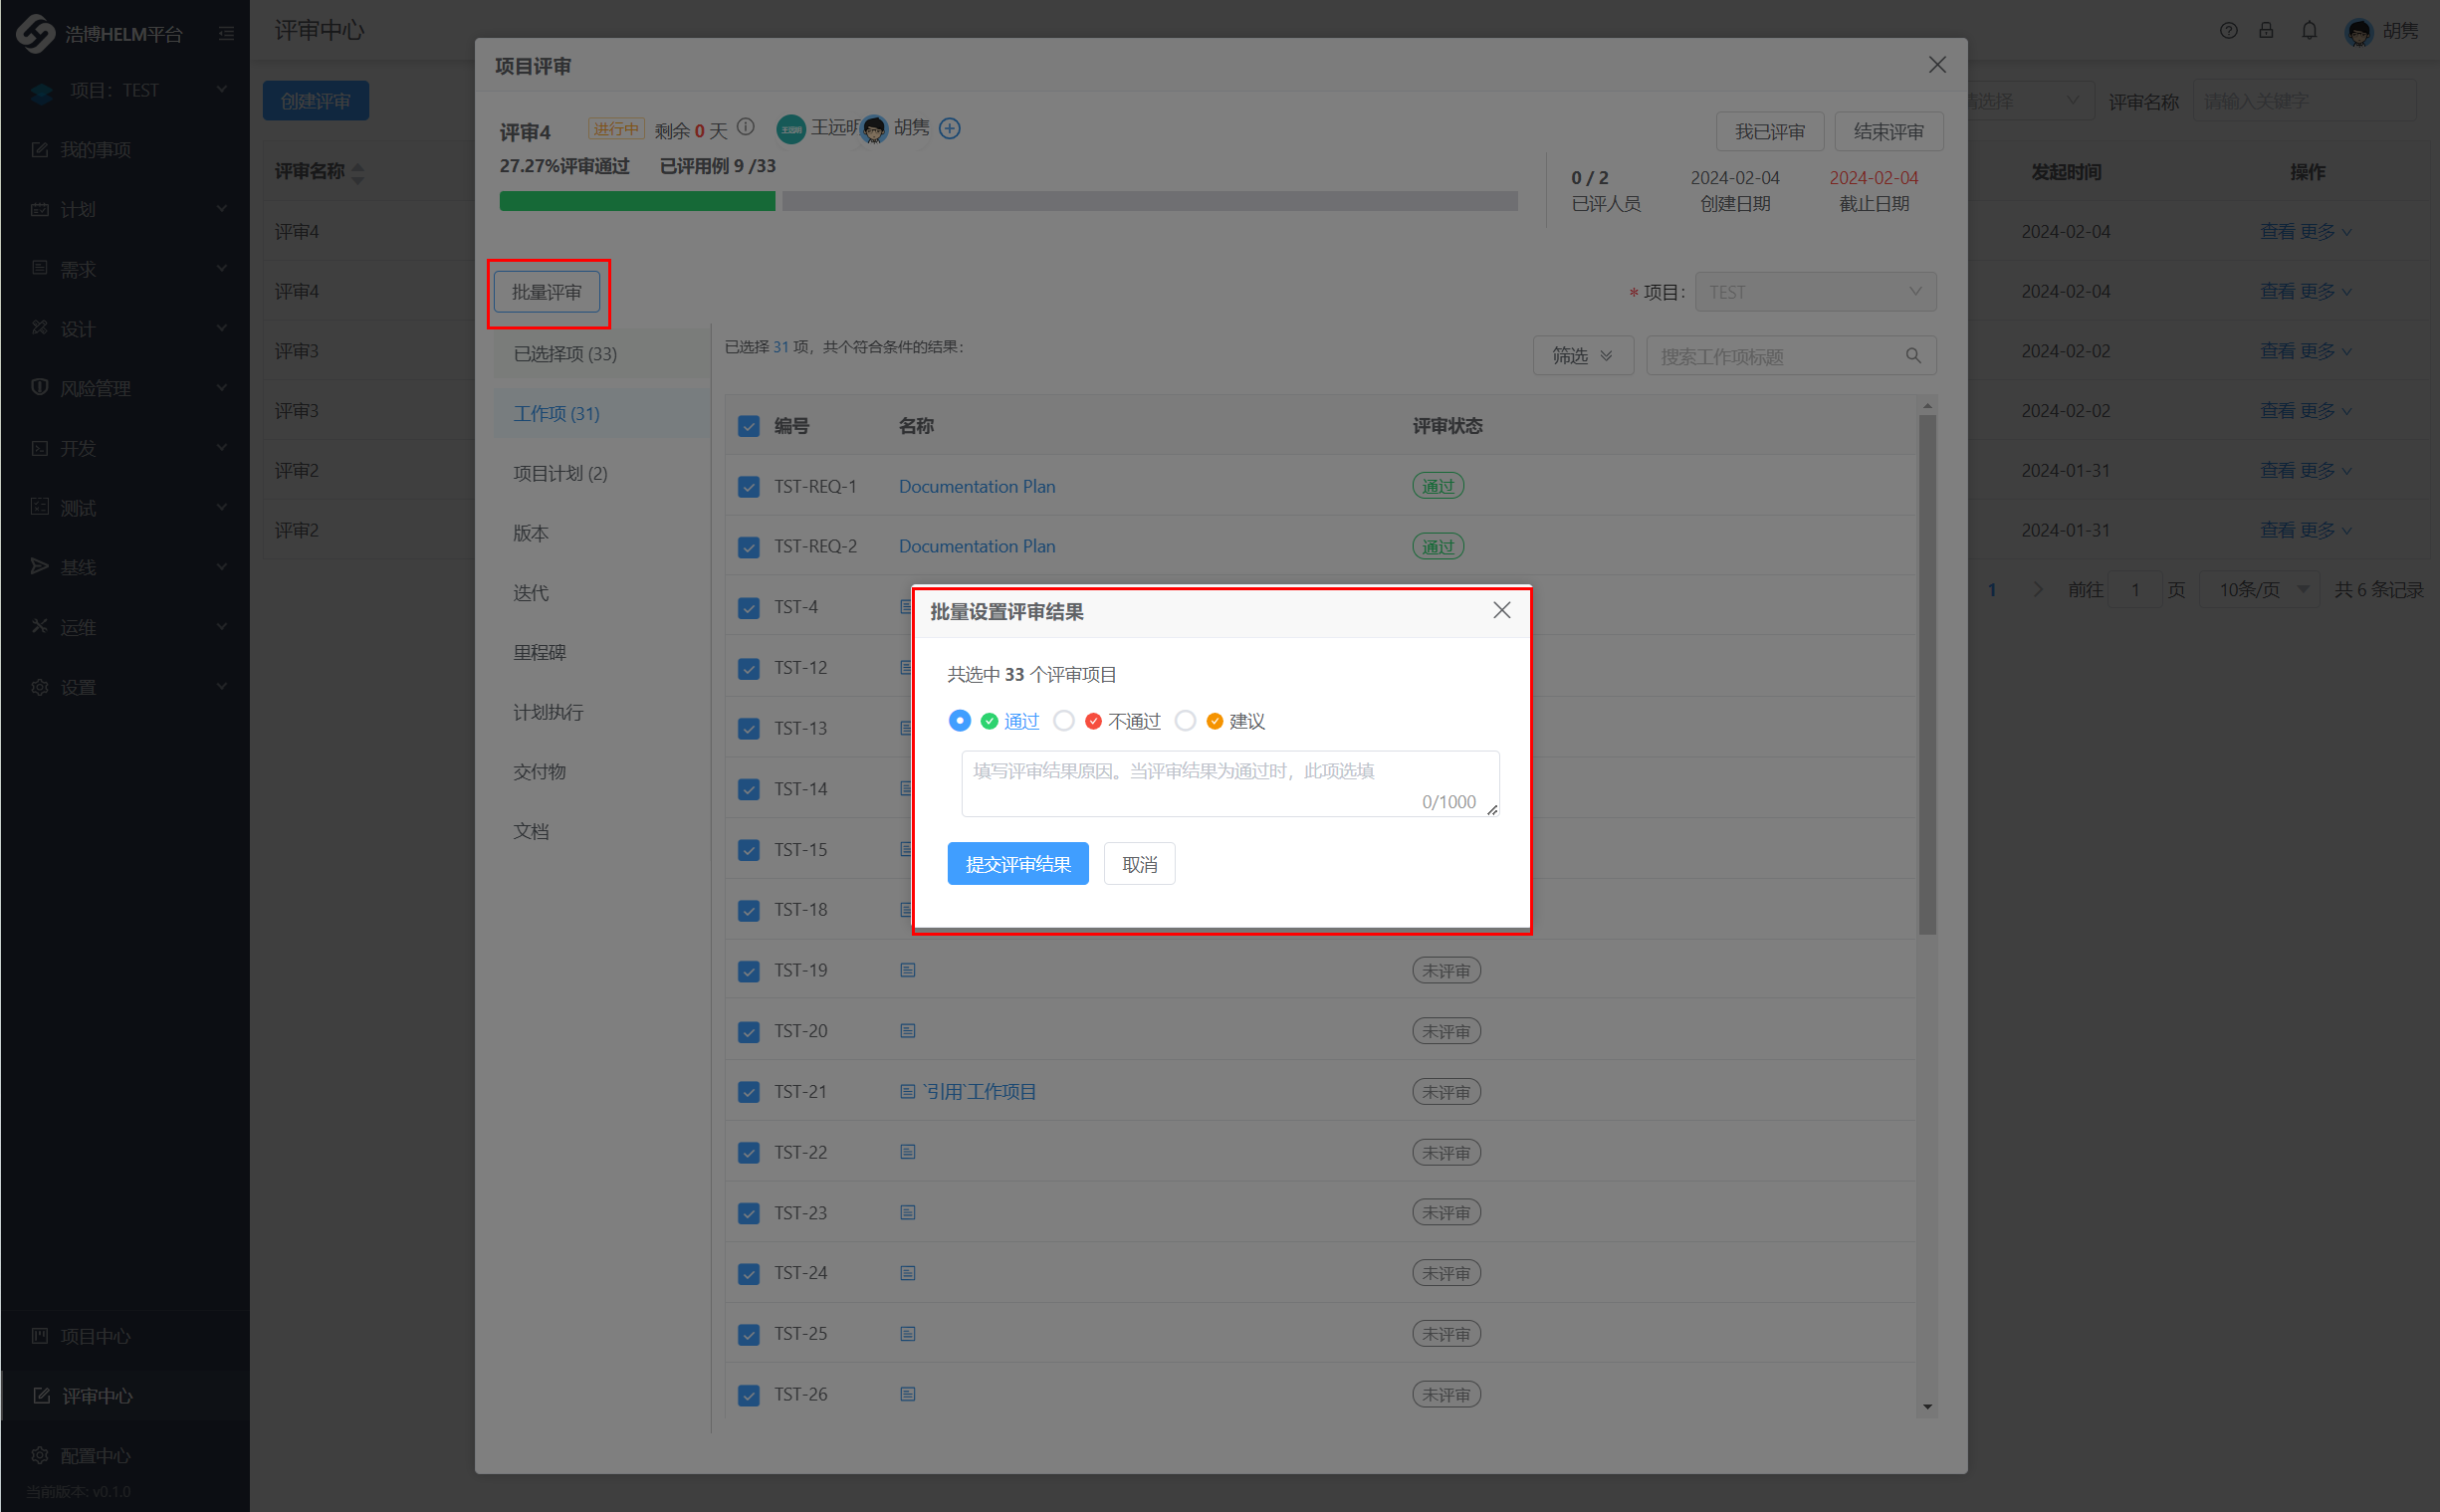 浩博HELM平台
项目：TEST
我的事项
计划
需求
设计
风险管理
开发
测试
基线
运维
设置
项目中心
评审中心
配置中心
当前版本: v0.1.0
评审中心
胡隽
创建评审
请选择
评审名称
请输入关键字
评审名称
发起时间
操作
评审4
2024-02-04
查看 更多
评审4
2024-02-04
查看 更多
评审3
2024-02-02
查看 更多
评审3
2024-02-02
查看 更多
评审2
2024-01-31
查看 更多
评审2
2024-01-31
查看 更多
1
前往 1 页
10条/页
共 6 条记录
项目评审
评审4
进行中
剩余 0 天
王远明
王远明
胡隽
我已评审
结束评审
27.27%评审通过
已评用例 9 /33
0 / 2
已评人员
2024-02-04
创建日期
2024-02-04
截止日期
批量评审
* 项目:
TEST
已选择项 (33)
工作项 (31)
项目计划 (2)
版本
迭代
里程碑
计划执行
交付物
文档
已选择 31 项，共个符合条件的结果：
筛选
搜索工作项标题
编号
名称
评审状态
TST-REQ-1
Documentation Plan
通过
TST-REQ-2
Documentation Plan
通过
TST-4
TST-12
TST-13
TST-14
TST-15
TST-18
TST-19
未评审
TST-20
未评审
TST-21
`引用`工作项目
未评审
TST-22
未评审
TST-23
未评审
TST-24
未评审
TST-25
未评审
TST-26
未评审
批量设置评审结果
共选中 33 个评审项目
通过
不通过
建议
填写评审结果原因。当评审结果为通过时，此项选填
0/1000
提交评审结果
取消